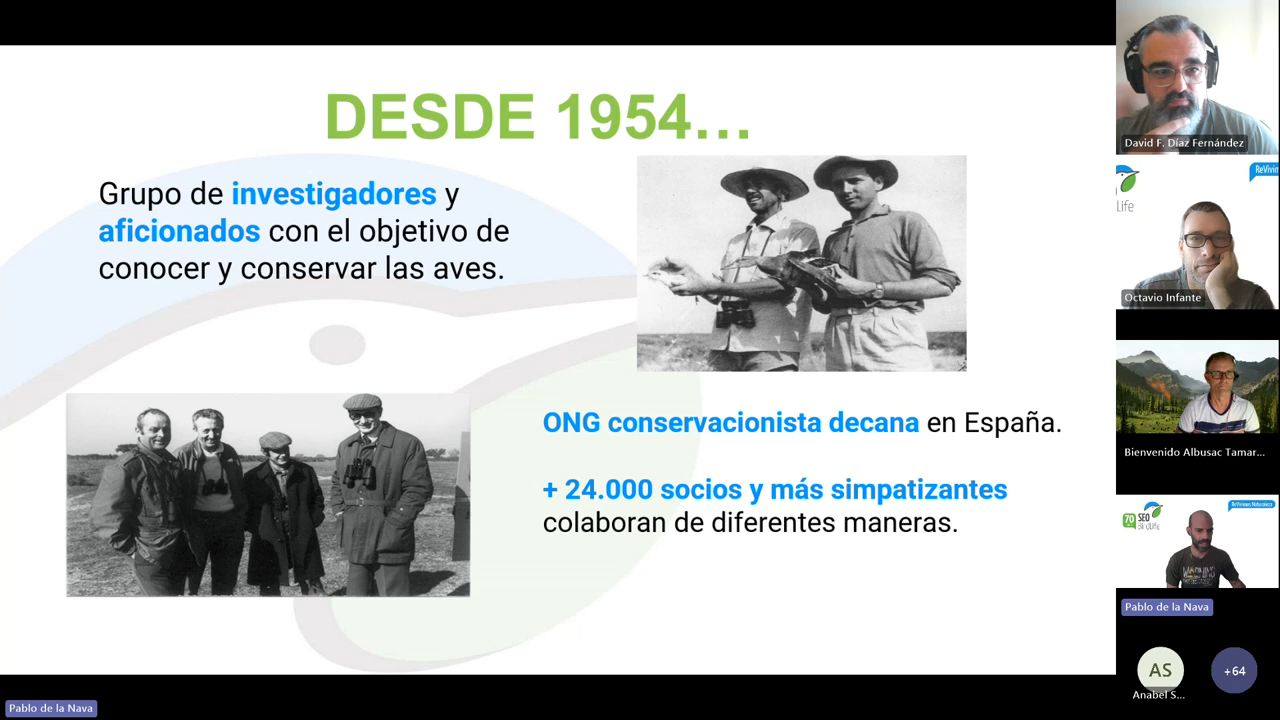 DESDE 1954...
Grupo de investigadores y
aficionados con el objetivo de
conocer y conservar las aves.
ONG conservacionista decana en España.
+ 24.000 socios y más simpatizantes
colaboran de diferentes maneras.
Pablo de la Nava
David F. Díaz Fernández
Life
Octavio Infante
Bienvenido Albusac Tamar...
70
SEO
BirdLife
Pablo de la Nava
AS
Anabel S...
+64